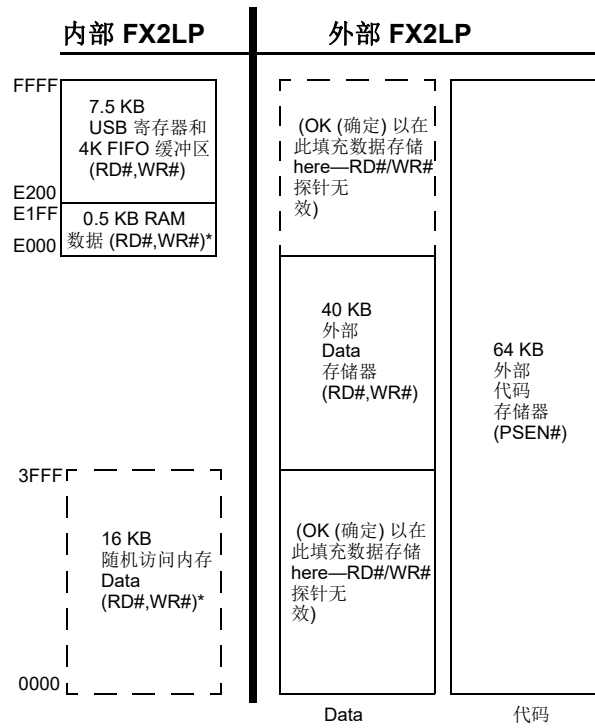 内部 FX2LP
外部 FX2LP
FFFF
7.5 KB
USB 寄存器和
4K FIFO 缓冲区
(RD#,WR#)
E200
E1FF
0.5 KB RAM
数据 (RD#,WR#)*
E000
(OK (确定) 以在
此填充数据存储
here—RD#/WR#
探针无
效)
40 KB
外部
Data
存储器
(RD#,WR#)
64 KB
外部
代码
存储器
(PSEN#)
3FFF
16 KB
随机访问内存
Data
(RD#,WR#)*
(OK (确定) 以在
此填充数据存储
here—RD#/WR#
探针无
效)
0000
Data
代码